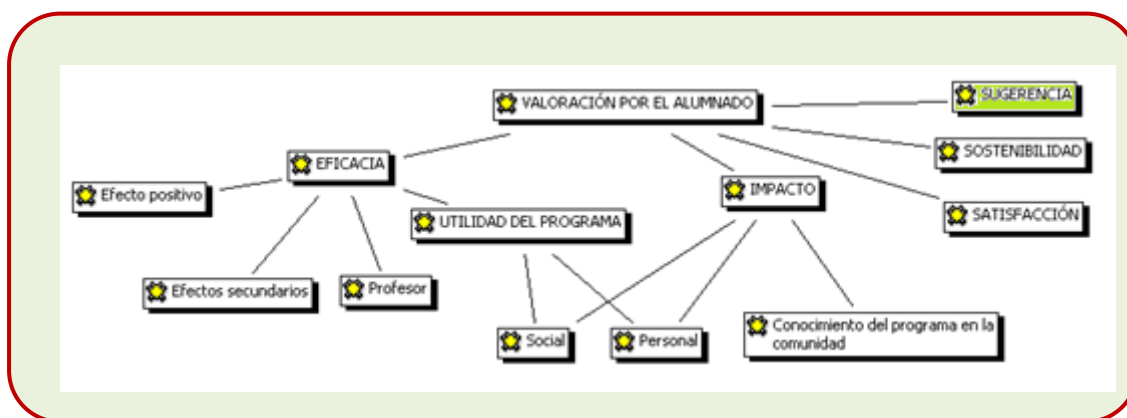 VALORACIÓN POR EL ALUMNADO
SUGERENCIA
SOSTENIBILIDAD
EFICACIA
IMPACTO
Efecto positivo
UTILIDAD DEL PROGRAMA
SATISFACCIÓN
Efectos secundarios
Profesor
Social
Personal
Conocimiento del programa en la
comunidad